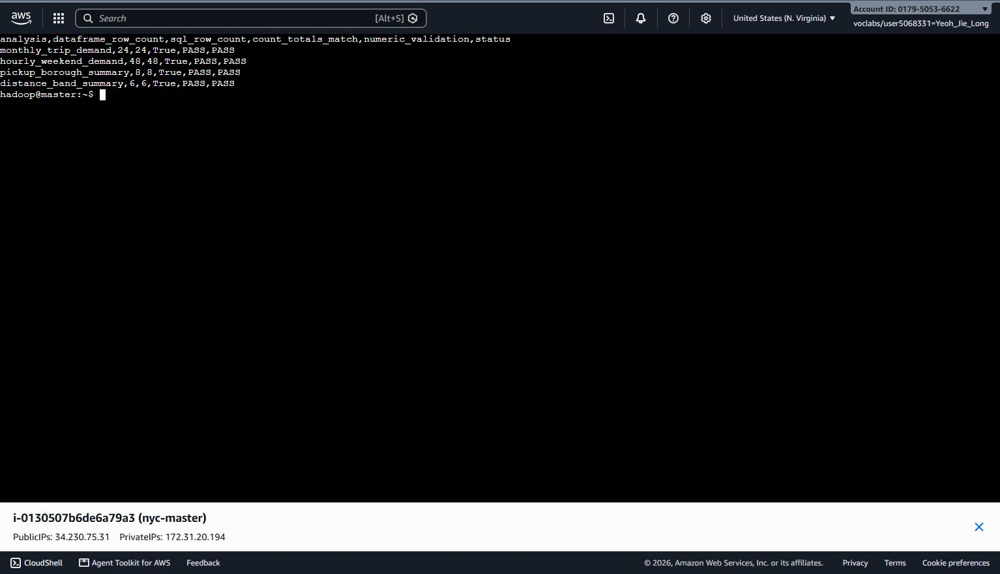 aws
Search [Alt+S]
United States (N. Virginia)
Account ID: 0179-5053-6622
voclabs/user5068331=Yeoh_Jie_Long
analysis,dataframe_row_count,sql_row_count,count_totals_match,numeric_validation,status
monthly_trip_demand,24,24,True,PASS,PASS
hourly_weekend_demand,48,48,True,PASS,PASS
pickup_borough_summary,8,8,True,PASS,PASS
distance_band_summary,6,6,True,PASS,PASS
hadoop@master:~$
i-0130507b6de6a79a3 (nyc-master)
PublicIPs: 34.230.75.31 PrivateIPs: 172.31.20.194
CloudShell Agent Toolkit for AWS Feedback © 2026, Amazon Web Services, Inc. or its affiliates. Privacy Terms Cookie preferences